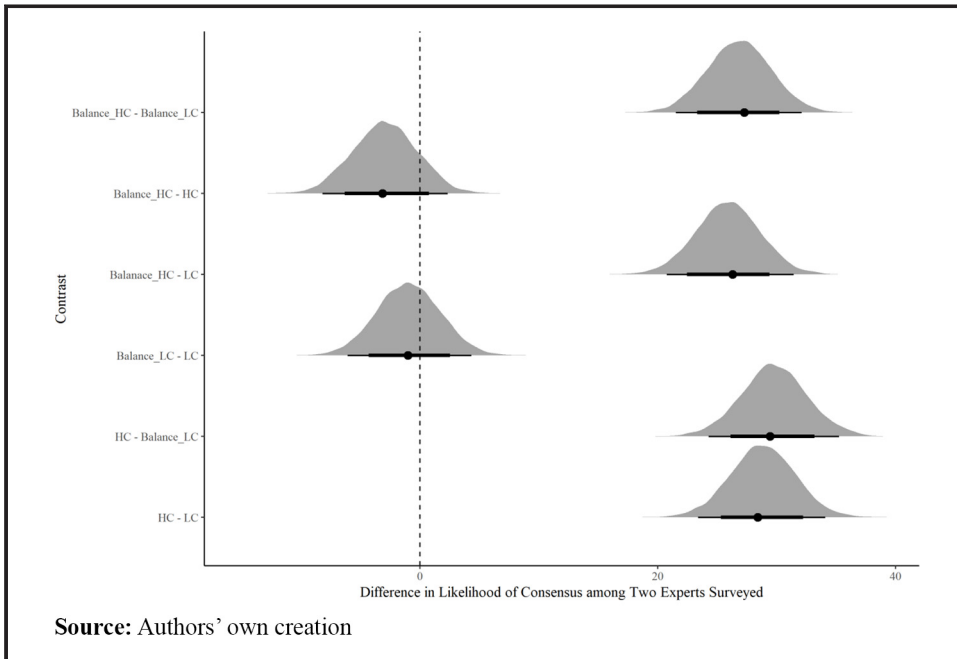 Balance_HC - Balance_LC
Balance_HC - HC
Balanace_HC - LC
Balance_LC - LC
HC - Balance_LC
HC - LC
Contrast
0
20
40
Difference in Likelihood of Consensus among Two Experts Surveyed
Source: Authors’ own creation